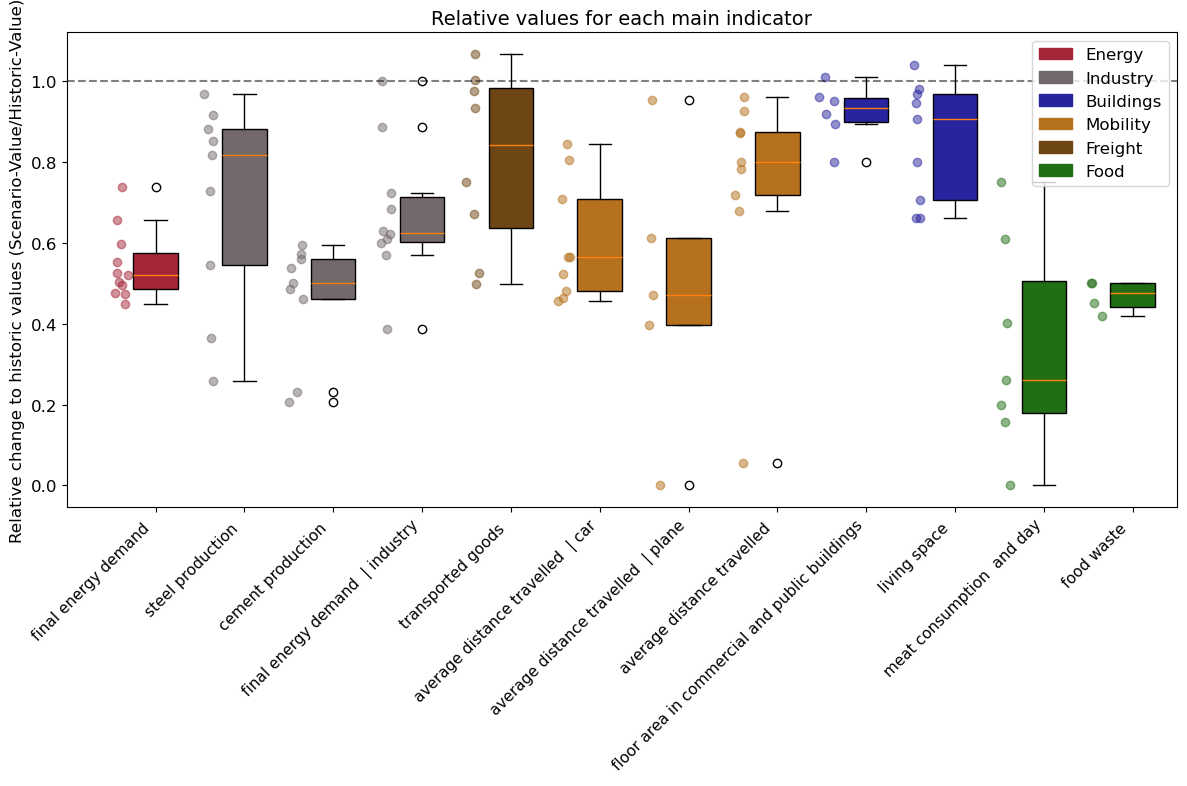 Relative values for each main indicator
Relative change to historic values (Scenario-Value/Historic-Value)
1.0
0.8
0.6
0.4
0.2
0.0
Energy
Industry
Buildings
Mobility
Freight
Food
final energy demand
steel production
cement production
final energy demand | industry
transported goods
average distance travelled | car
average distance travelled | plane
average distance travelled
floor area in commercial and public buildings
living space
meat consumption and day
food waste